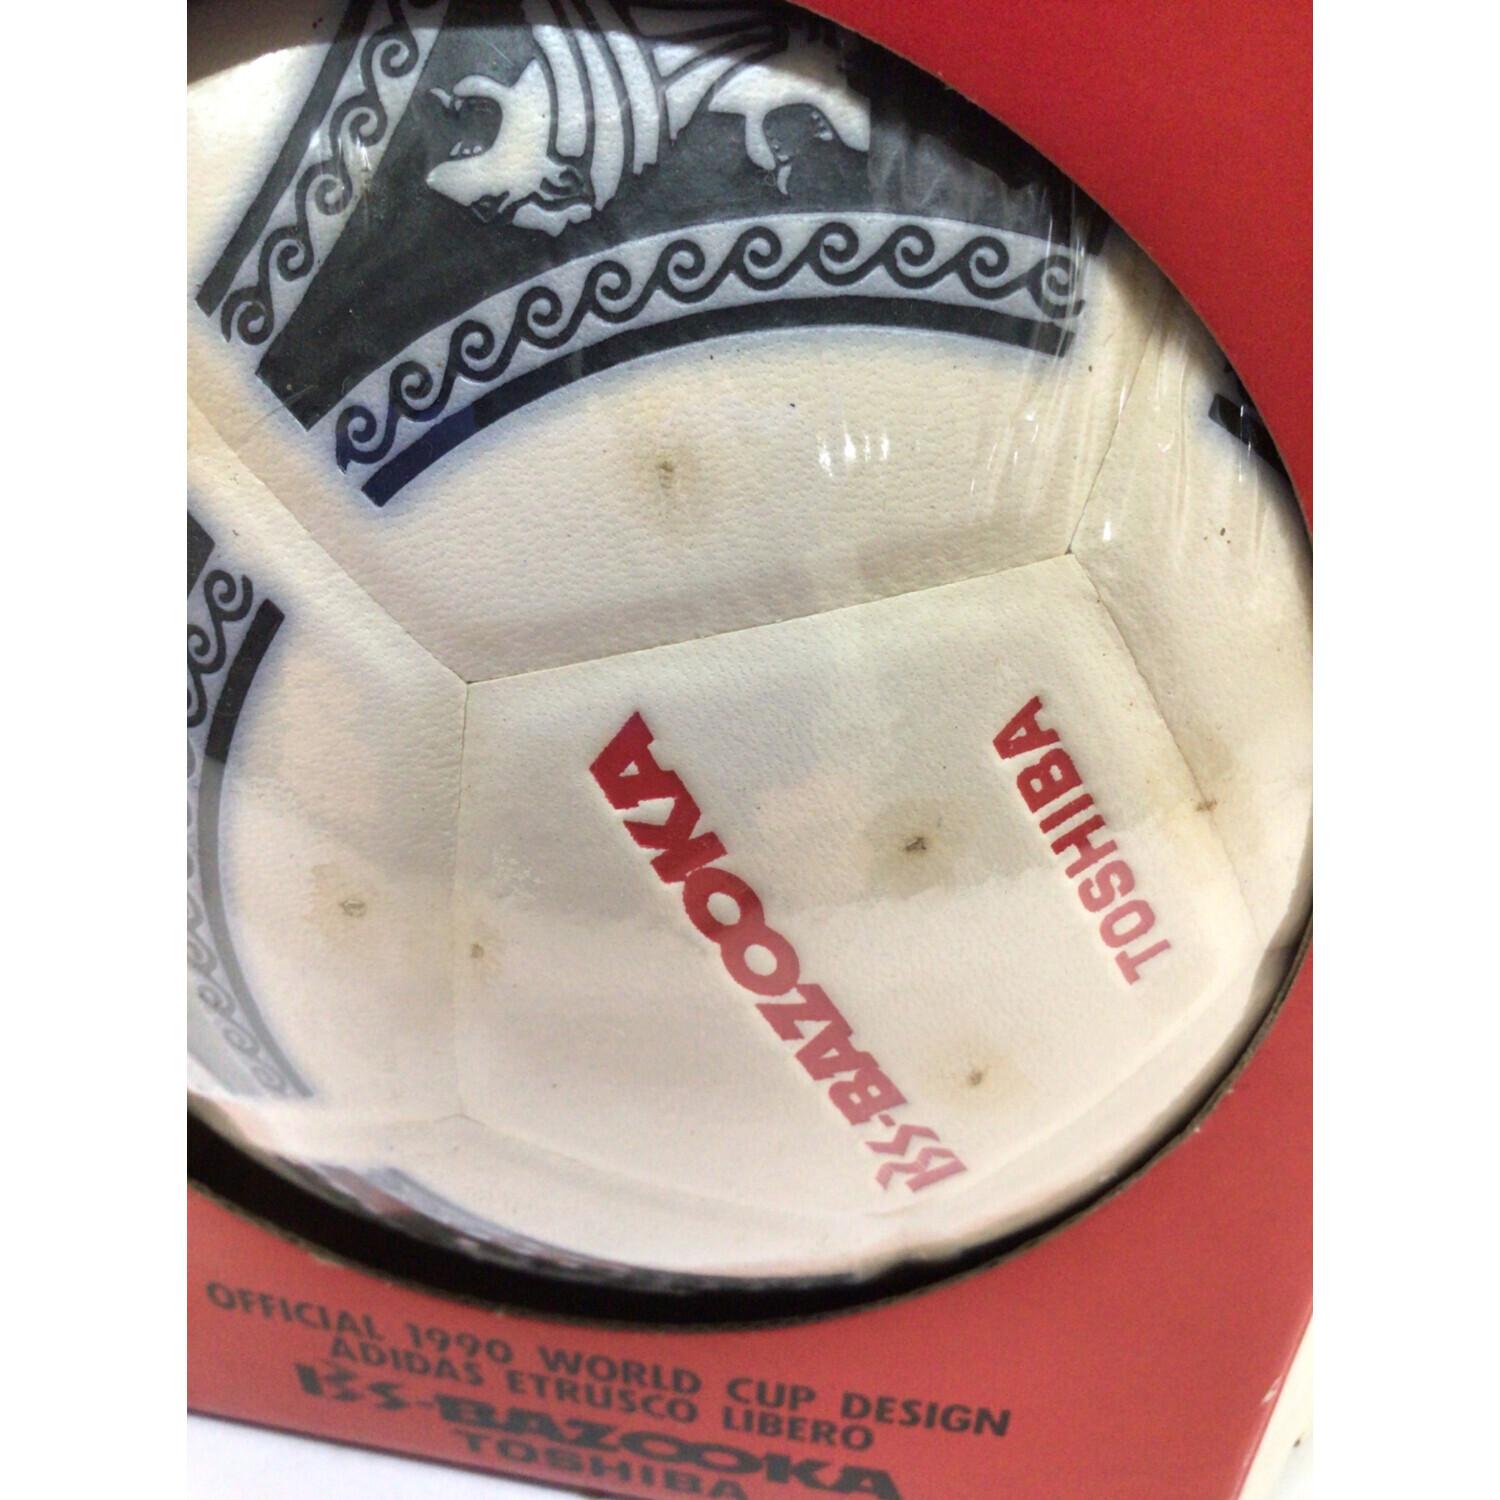 TOSHIBA
BS-BAZOOKA
OFFICIAL 1990 WORLD CUP DESIGN
ADIDAS ETRUSCO LIBERO
BS-BAZOOKA
TOSHIBA